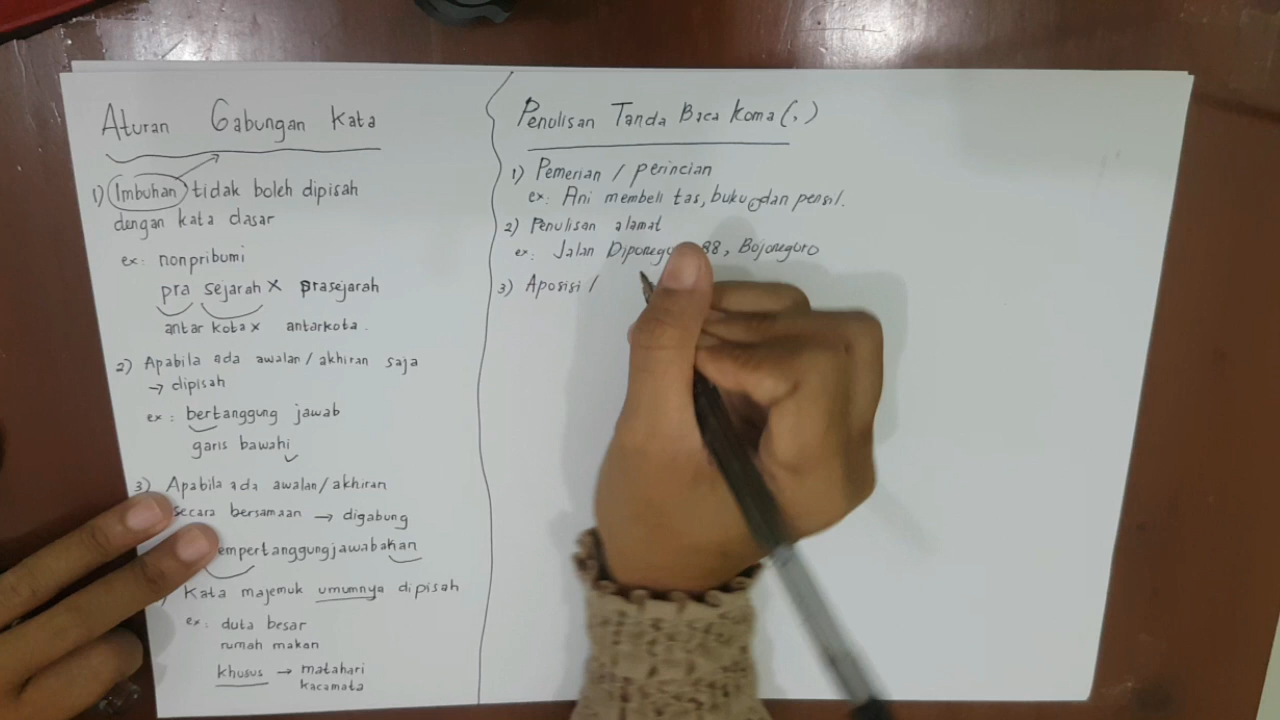 Aturan Gabungan Kata
1) Imbuhan tidak boleh dipisah
dengan kata dasar
ex: nonpribumi
pra sejarah X prasejarah
antar kota x antarkota.
2) Apabila ada awalan/akhiran saja
→ dipisah
ex: bertanggung jawab
garis bawahi
3) Apabila ada awalan/akhiran
secara bersamaan → digabung
empertanggungjawabakan
Kata majemuk umumnya dipisah
ex: duta besar
rumah makan
khusus → matahari
kacamata
Penulisan Tanda Baca Koma (,)
1) Pemerian / perincian
ex: Ani membeli tas, buku, dan pensil.
2) Penulisan alamat
ex: Jalan Diponegoro 88, Bojonegoro
3) Aposisi /